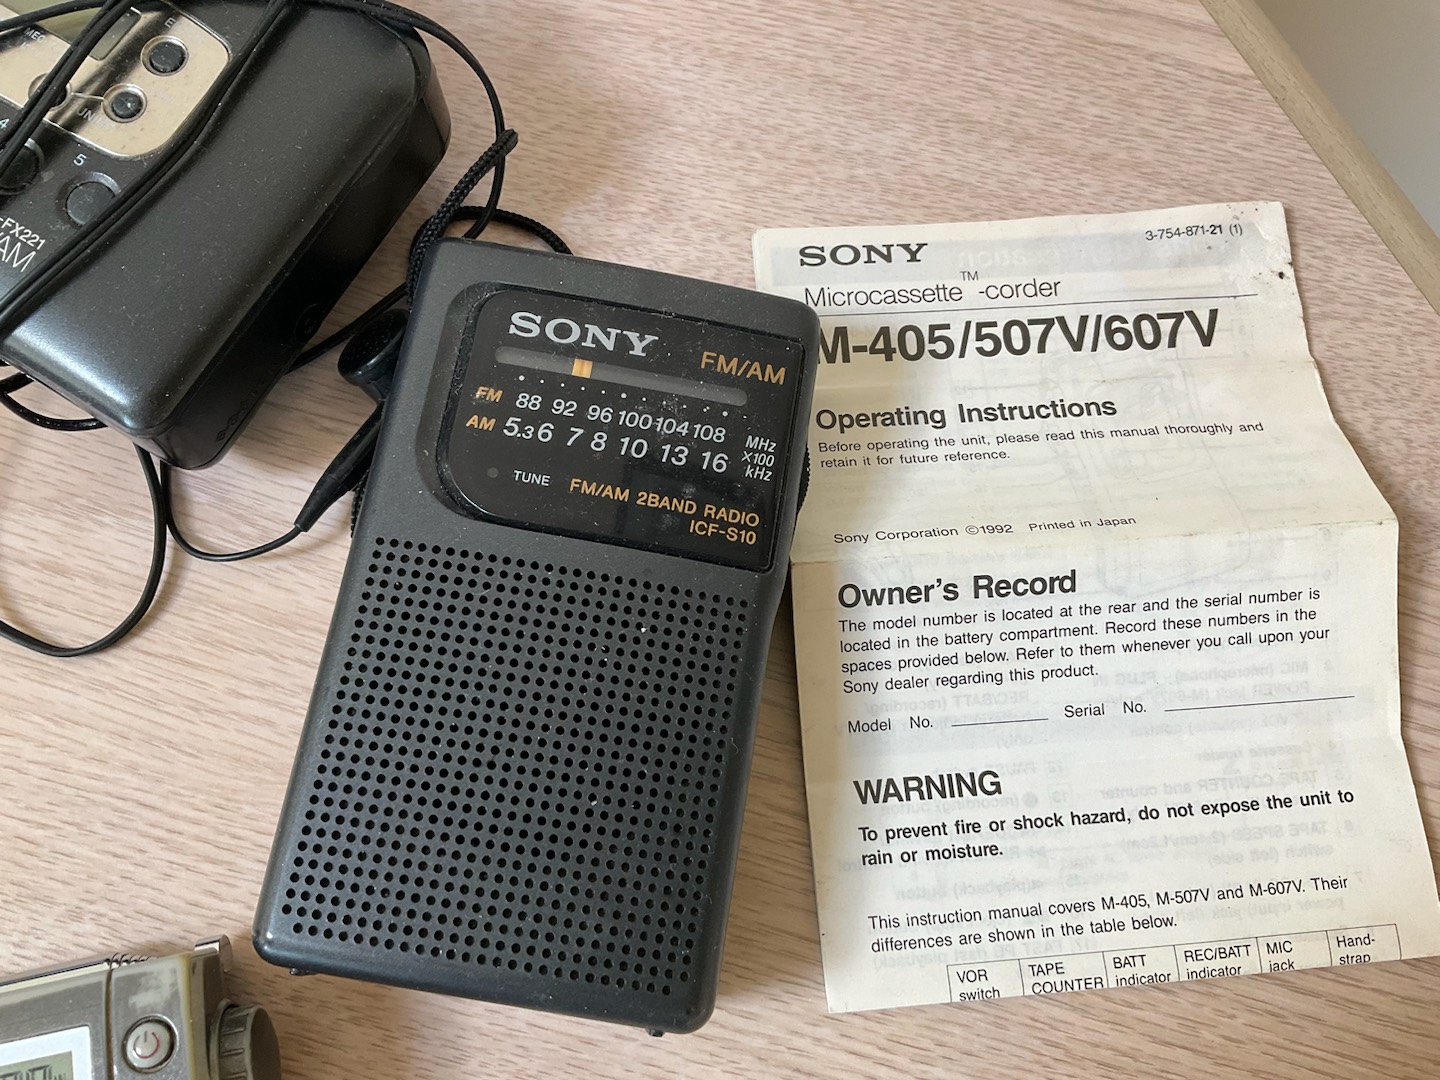 5
-FX221
SONY
FM/AM
FM 88 92 96 100 104 108 MHz
AM 5.3 6 7 8 10 13 16 X100 kHz
TUNE
FM/AM 2BAND RADIO
ICF-S10
3-754-871-21 (1)
SONY
Microcassette™-corder
M-405/507V/607V
Operating Instructions
Before operating the unit, please read this manual thoroughly and
retain it for future reference.
Sony Corporation ©1992 Printed in Japan
Owner's Record
The model number is located at the rear and the serial number is
located in the battery compartment. Record these numbers in the
spaces provided below. Refer to them whenever you call upon your
Sony dealer regarding this product.
Model No. Serial No.
WARNING
To prevent fire or shock hazard, do not expose the unit to
rain or moisture.
This instruction manual covers M-405, M-507V and M-607V. Their
differences are shown in the table below.
VOR switch
TAPE COUNTER
BATT indicator
REC/BATT indicator
MIC jack
Hand-strap